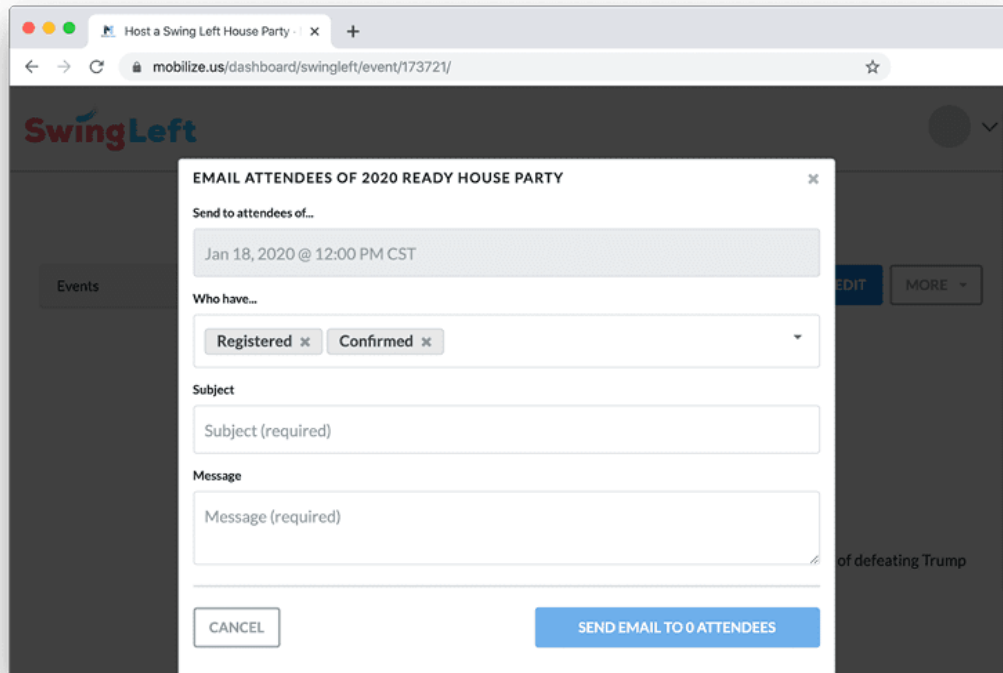 Host a Swing Left House Party -
mobilize.us/dashboard/swingleft/event/173721/
SwingLeft
EMAIL ATTENDEES OF 2020 READY HOUSE PARTY
Send to attendees of...
Jan 18, 2020 @ 12:00 PM CST
Events
EDIT
MORE
Who have...
Registered
Confirmed
Subject
Subject (required)
Message
Message (required)
of defeating Trump
CANCEL
SEND EMAIL TO 0 ATTENDEES